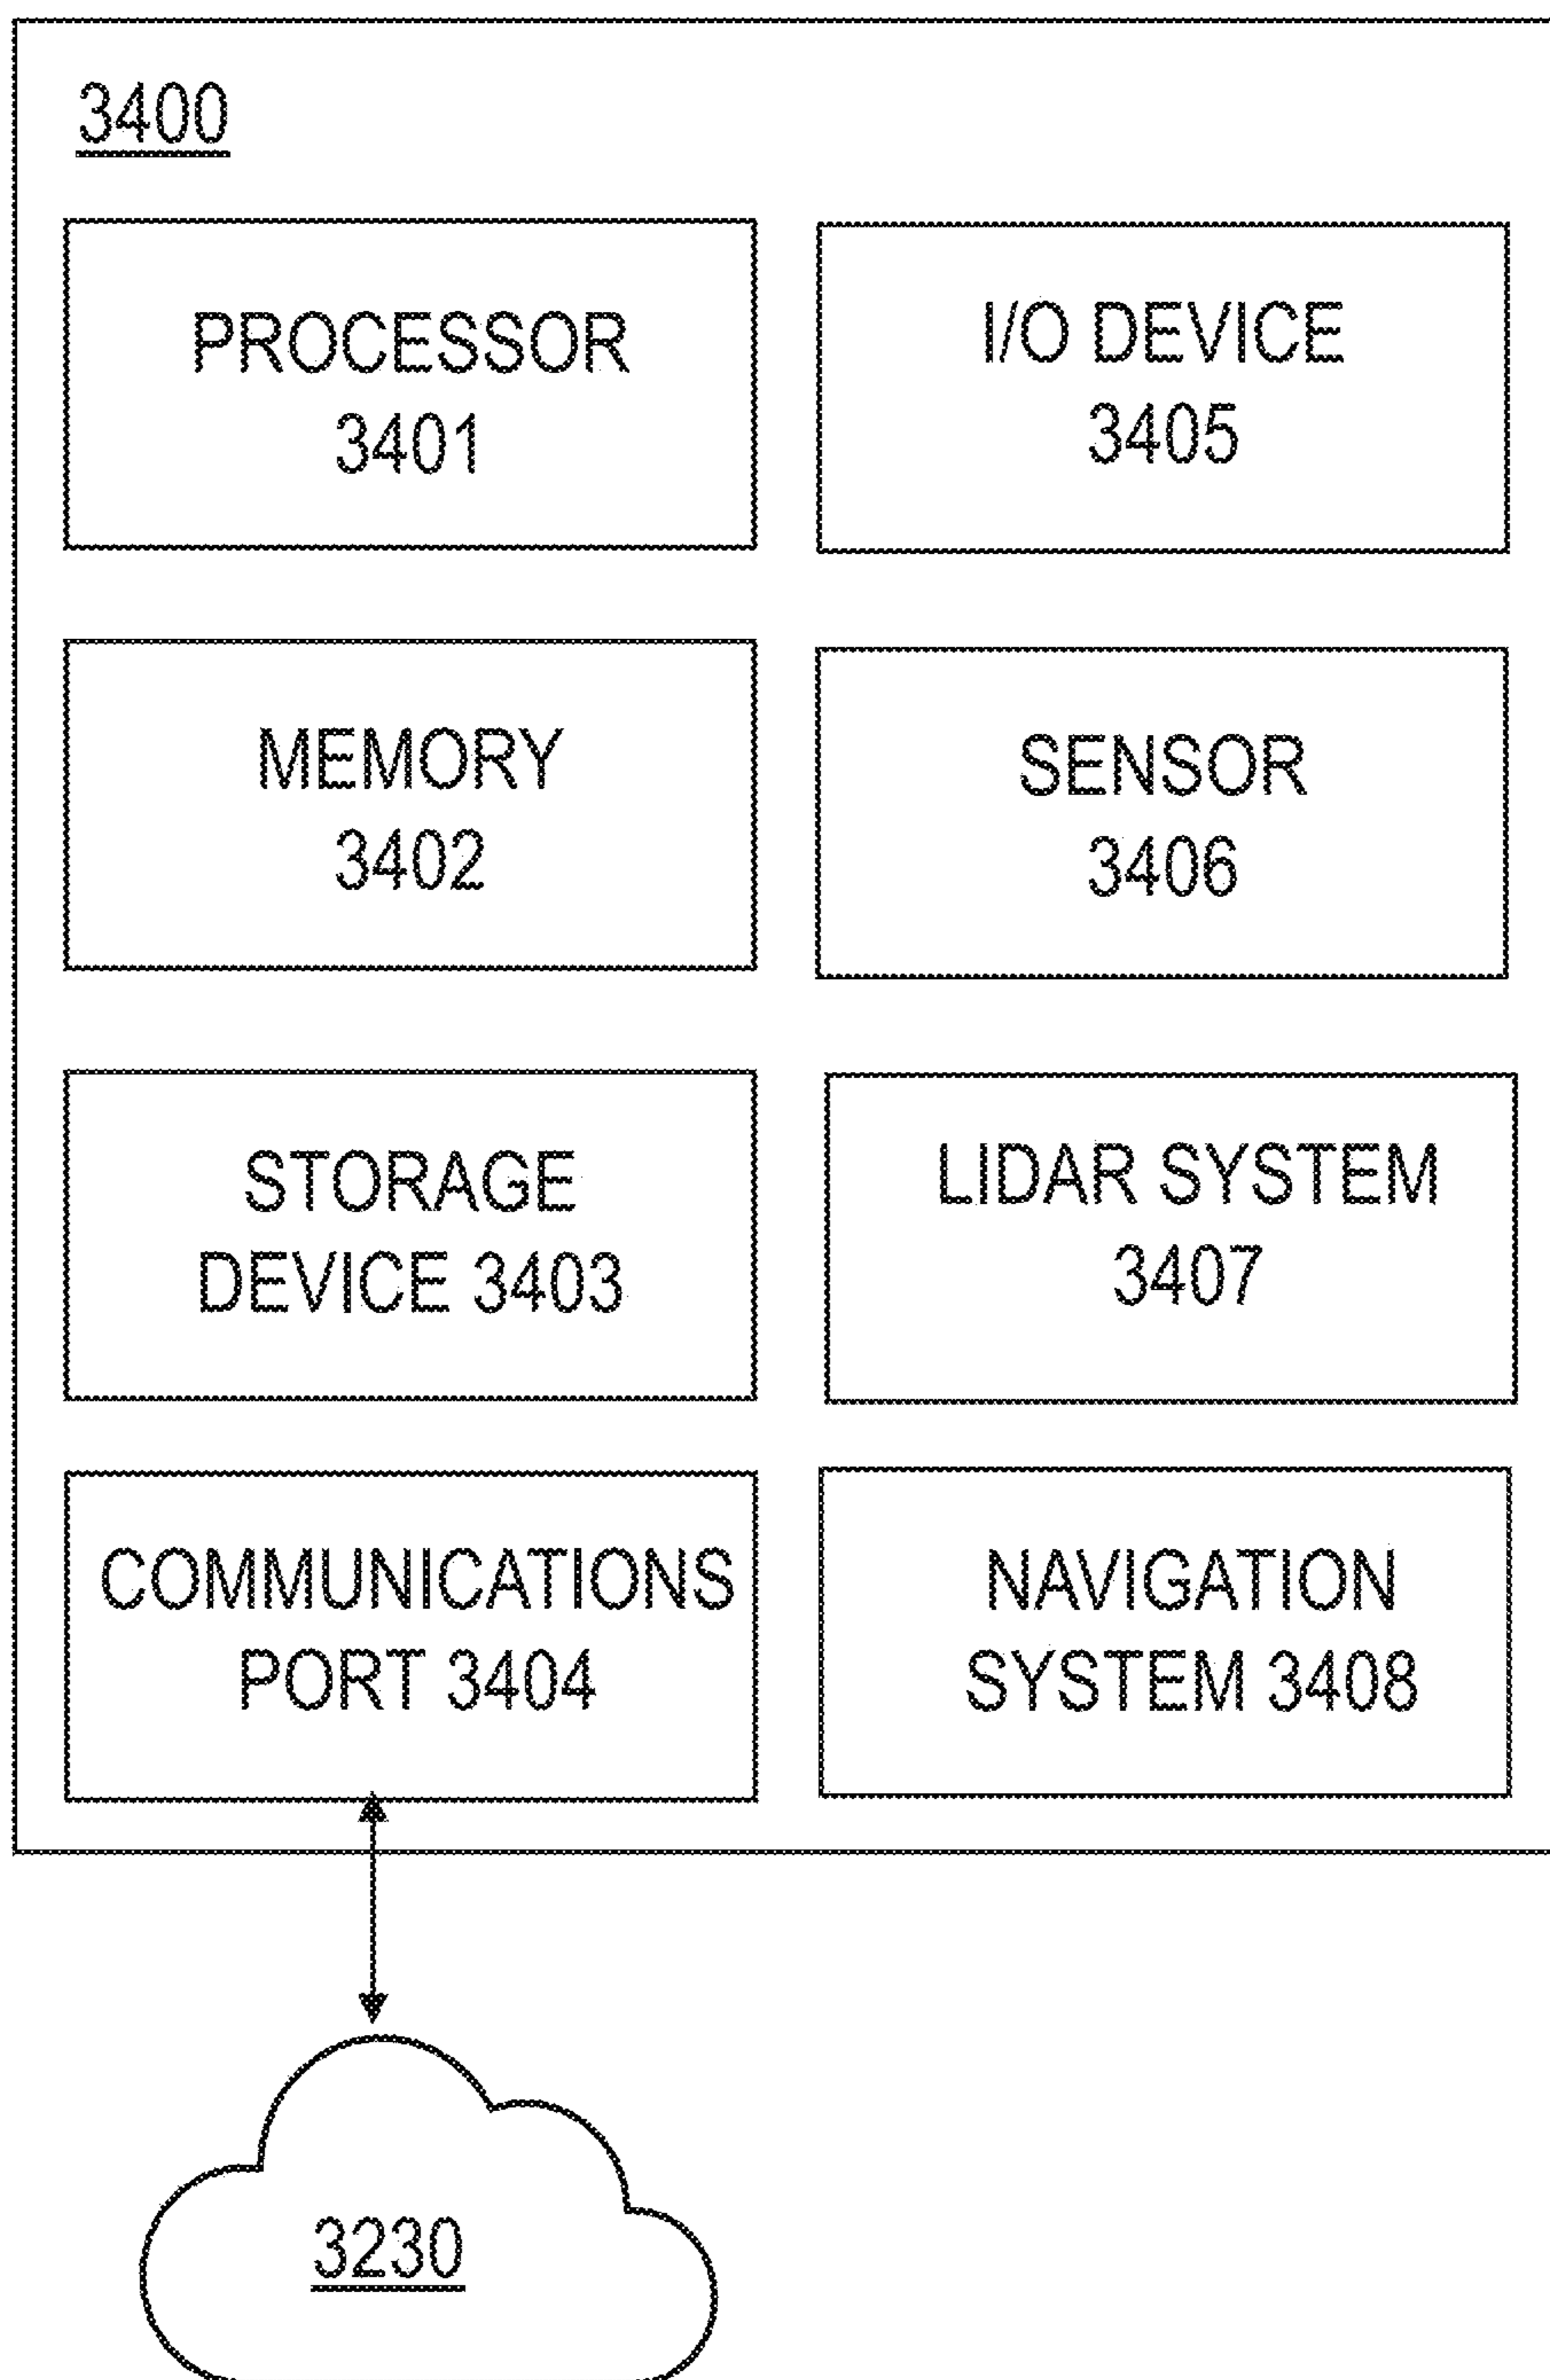 3400
PROCESSOR
3401
I/O DEVICE
3405
MEMORY
3402
SENSOR
3406
STORAGE
DEVICE 3403
LIDAR SYSTEM
3407
COMMUNICATIONS
PORT 3404
NAVIGATION
SYSTEM 3408
3230